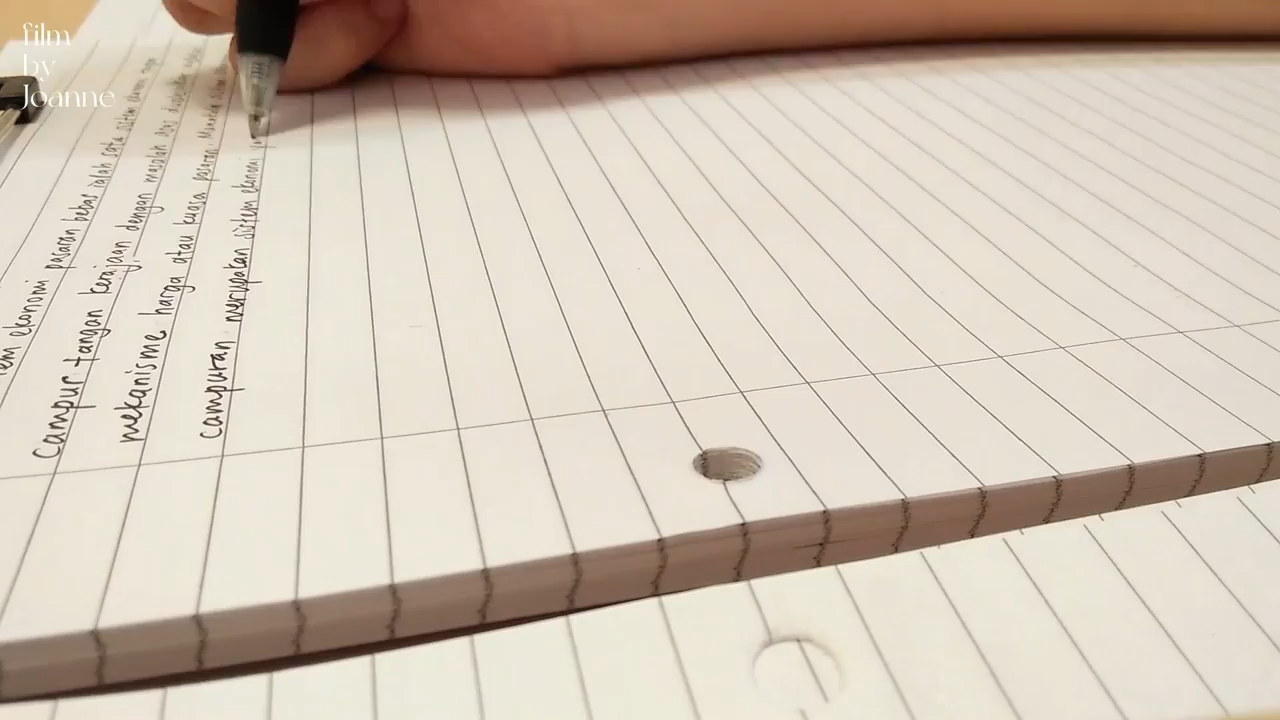 film
by
Joanne
ekonomi pasaran bebas ialah satu sistem ekonomi
campur tangan kerajaan dengan masalah asas
mekanisme harga atau kuasa pasaran. Manakala
campuran merupakan sistem ekonomi